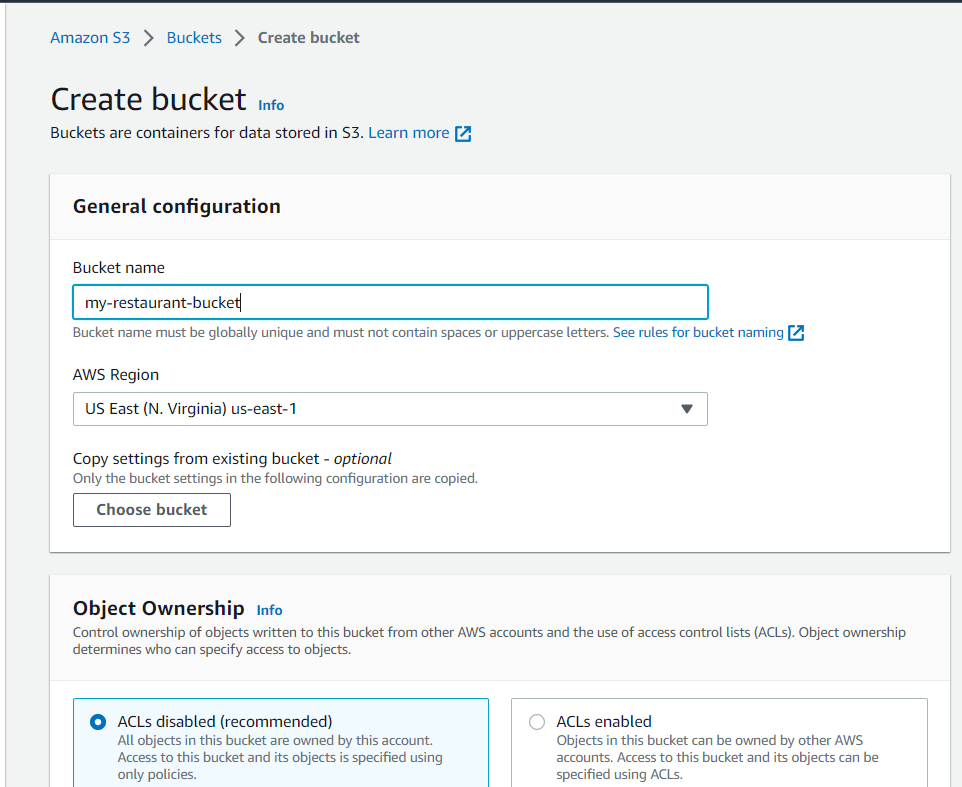 Amazon S3 > Buckets > Create bucket
Create bucket Info
Buckets are containers for data stored in S3. Learn more
General configuration
Bucket name
my-restaurant-bucket
Bucket name must be globally unique and must not contain spaces or uppercase letters. See rules for bucket naming
AWS Region
US East (N. Virginia) us-east-1
Copy settings from existing bucket - optional
Only the bucket settings in the following configuration are copied.
Choose bucket
Object Ownership Info
Control ownership of objects written to this bucket from other AWS accounts and the use of access control lists (ACLs). Object ownership
determines who can specify access to objects.
ACLs disabled (recommended)
All objects in this bucket are owned by this account.
Access to this bucket and its objects is specified using
only policies.
ACLs enabled
Objects in this bucket can be owned by other AWS
accounts. Access to this bucket and its objects can be
specified using ACLs.